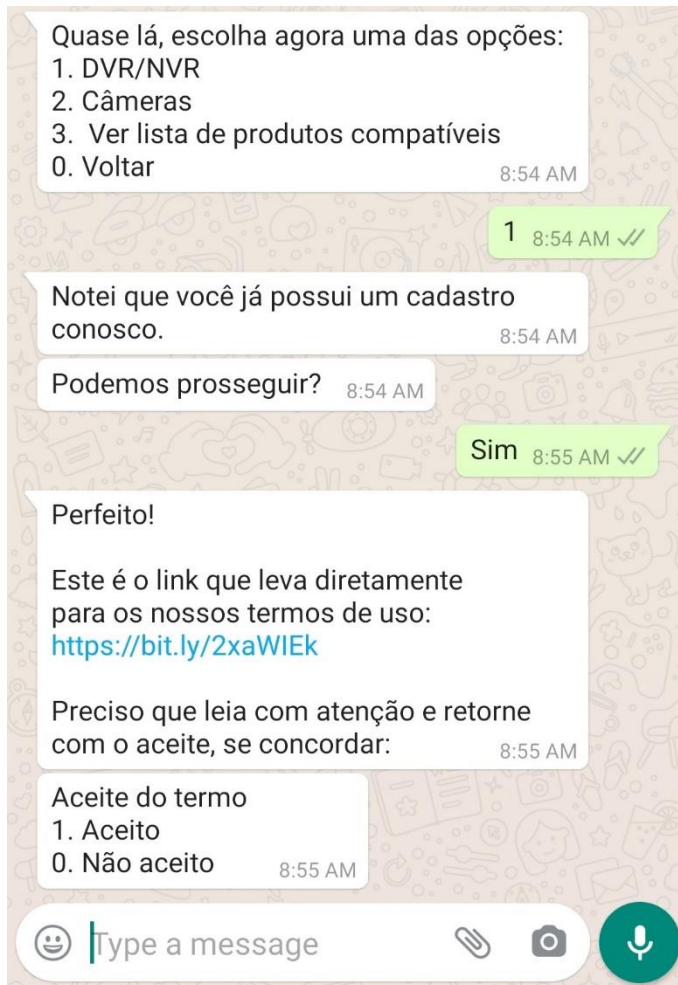 Quase lá, escolha agora uma das opções:
1. DVR/NVR
2. Câmeras
3. Ver lista de produtos compatíveis
0. Voltar
8:54 AM
1 8:54 AM
Notei que você já possui um cadastro
conosco.
8:54 AM
Podemos prosseguir? 8:54 AM
Sim 8:55 AM
Perfeito!
Este é o link que leva diretamente
para os nossos termos de uso:
https://bit.ly/2xaWIEk
Preciso que leia com atenção e retorne
com o aceite, se concordar:
8:55 AM
Aceite do termo
1. Aceito
0. Não aceito
8:55 AM
Type a message